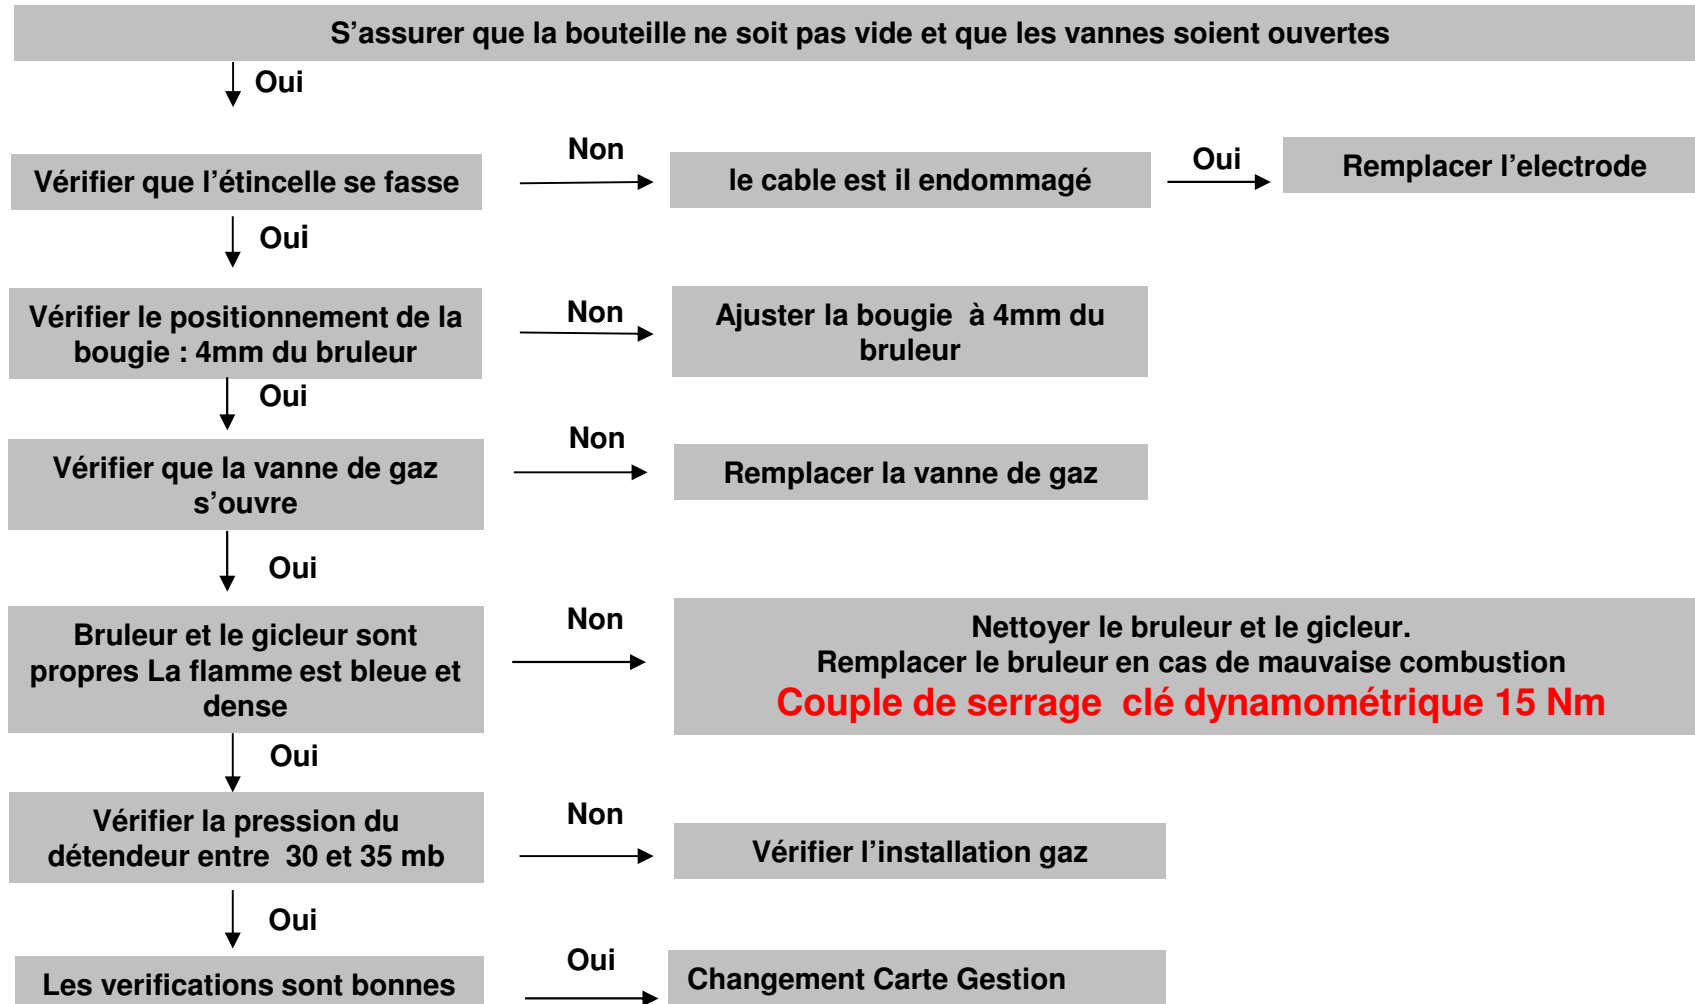 S’assurer que la bouteille ne soit pas vide et que les vannes soient ouvertes
Oui
Vérifier que l’étincelle se fasse
Non
le cable est il endommagé
Oui
Remplacer l’electrode
Oui
Vérifier le positionnement de la
bougie : 4mm du bruleur
Non
Ajuster la bougie à 4mm du
bruleur
Oui
Vérifier que la vanne de gaz
s’ouvre
Non
Remplacer la vanne de gaz
Oui
Bruleur et le gicleur sont
propres La flamme est bleue et
dense
Non
Nettoyer le bruleur et le gicleur.
Remplacer le bruleur en cas de mauvaise combustion
Couple de serrage clé dynamométrique 15 Nm
Oui
Vérifier la pression du
détendeur entre 30 et 35 mb
Non
Vérifier l’installation gaz
Oui
Les verifications sont bonnes
Oui
Changement Carte Gestion